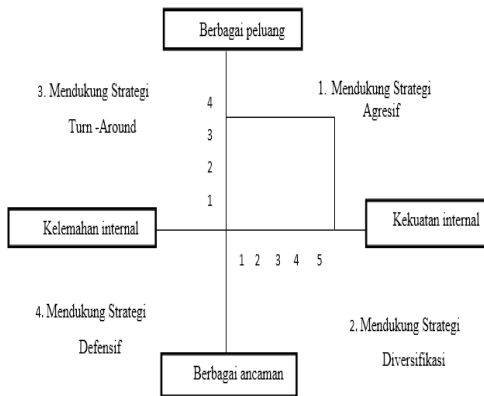 Berbagai peluang
3. Mendukung Strategi
Turn -Around
1. Mendukung Strategi
Agresif
4
3
2
1
Kelemahan internal
Kekuatan internal
1 2 3 4 5
4. Mendukung Strategi
Defensif
2. Mendukung Strategi
Diversifikasi
Berbagai ancaman